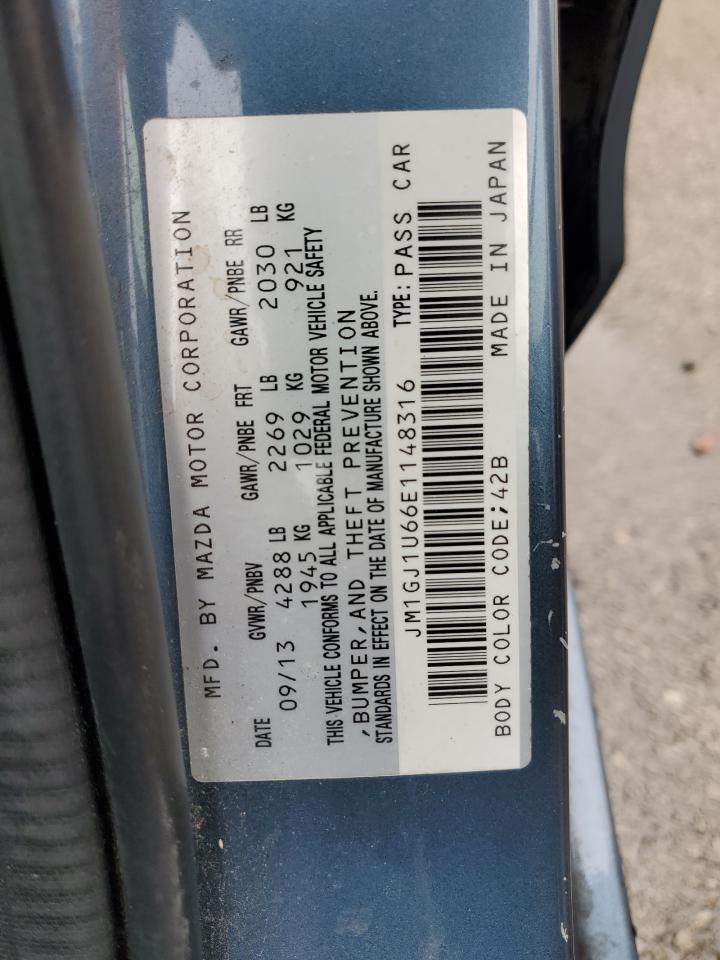 MFD. BY MAZDA MOTOR CORPORATION
DATE GVWR/PNBV GAWR/PNBE FRT GAWR/PNBE RR
09/13 4288 LB 2269 LB 2030 LB
1945 KG 1029 KG 921 KG
THIS VEHICLE CONFORMS TO ALL APPLICABLE FEDERAL MOTOR VEHICLE SAFETY
,BUMPER,AND THEFT PREVENTION
STANDARDS IN EFFECT ON THE DATE OF MANUFACTURE SHOWN ABOVE.
JM1GJ1U66E1148316 TYPE:PASS CAR
BODY COLOR CODE;42B MADE IN JAPAN